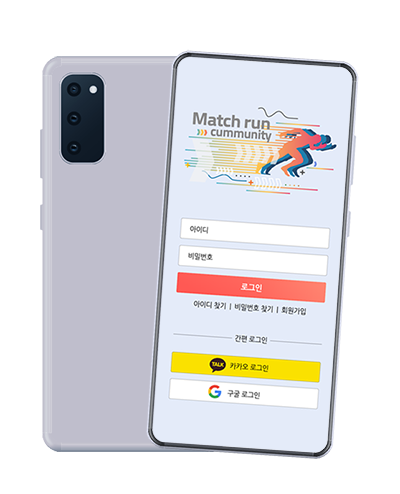 Match run
cummunity
아이디
비밀번호
로그인
아이디 찾기 | 비밀번호 찾기 | 회원가입
간편 로그인
TALK 카카오 로그인
G 구글 로그인